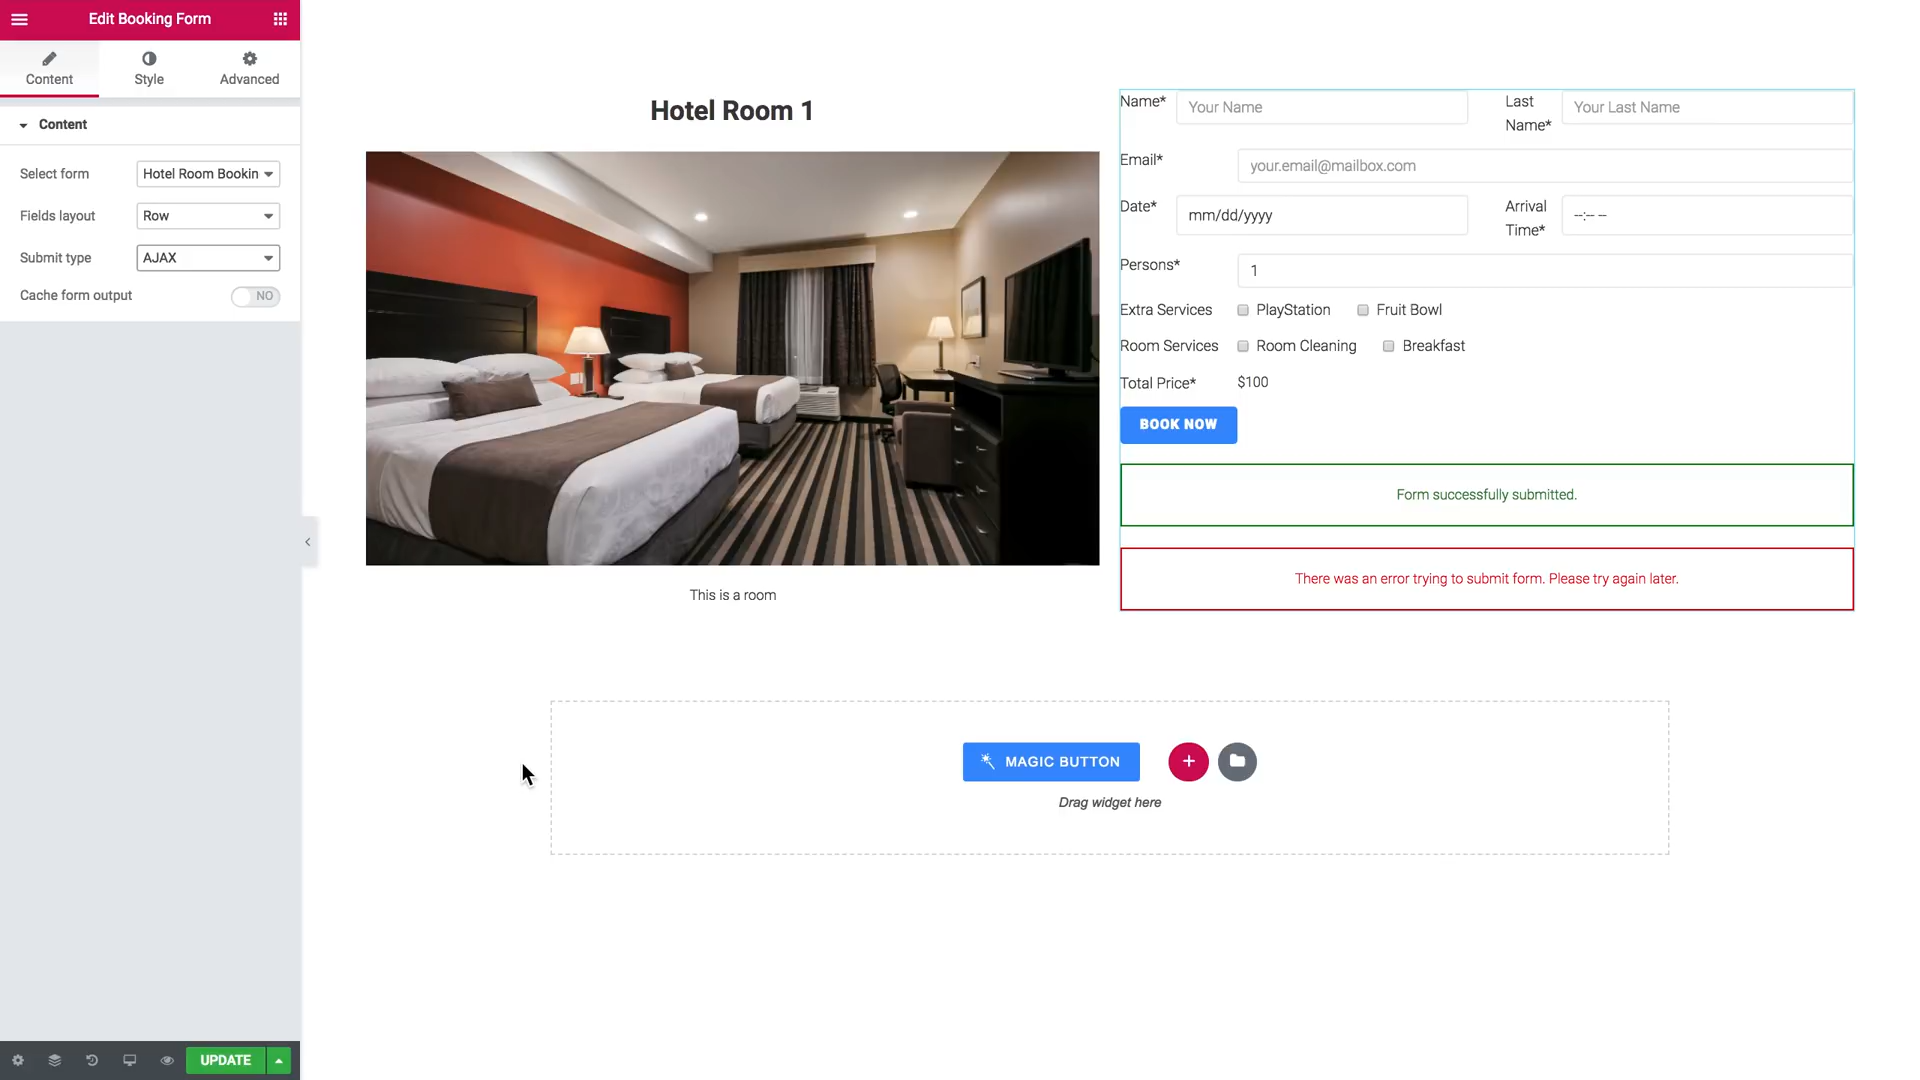 Edit Booking Form
Content
Style
Advanced
Content
Select form
Hotel Room Bookin
Fields layout
Row
Submit type
AJAX
Cache form output
NO
UPDATE
Hotel Room 1
This is a room
Name*
Your Name
Last
Name*
Your Last Name
Email*
your.email@mailbox.com
Date*
mm/dd/yyyy
Arrival
Time*
--:-- --
Persons*
1
Extra Services
PlayStation
Fruit Bowl
Room Services
Room Cleaning
Breakfast
Total Price*
$100
BOOK NOW
Form successfully submitted.
There was an error trying to submit form. Please try again later.
MAGIC BUTTON
Drag widget here